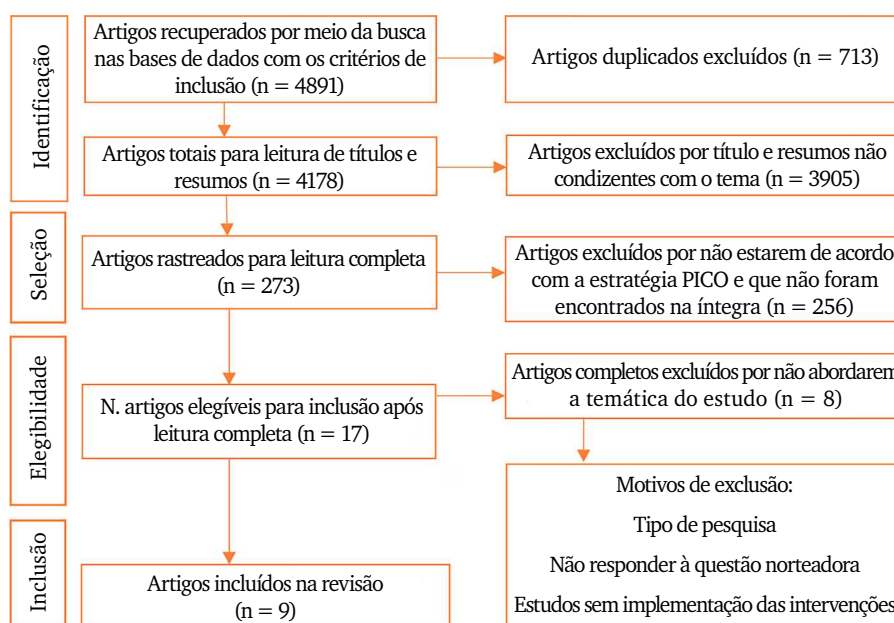 Identificação
Artigos recuperados por meio da busca
nas bases de dados com os critérios de
inclusão (n = 4891)
Artigos duplicados excluídos (n = 713)
Artigos totais para leitura de títulos e
resumos (n = 4178)
Artigos excluídos por título e resumos não
condizentes com o tema (n = 3905)
Seleção
Artigos rastreados para leitura completa
(n = 273)
Artigos excluídos por não estarem de acordo
com a estratégia PICO e que não foram
encontrados na íntegra (n = 256)
Elegibilidade
N. artigos elegíveis para inclusão após
leitura completa (n = 17)
Artigos completos excluídos por não abordarem
a temática do estudo (n = 8)
Motivos de exclusão:
Tipo de pesquisa
Não responder à questão norteadora
Estudos sem implementação das intervenções
Inclusão
Artigos incluídos na revisão
(n = 9)